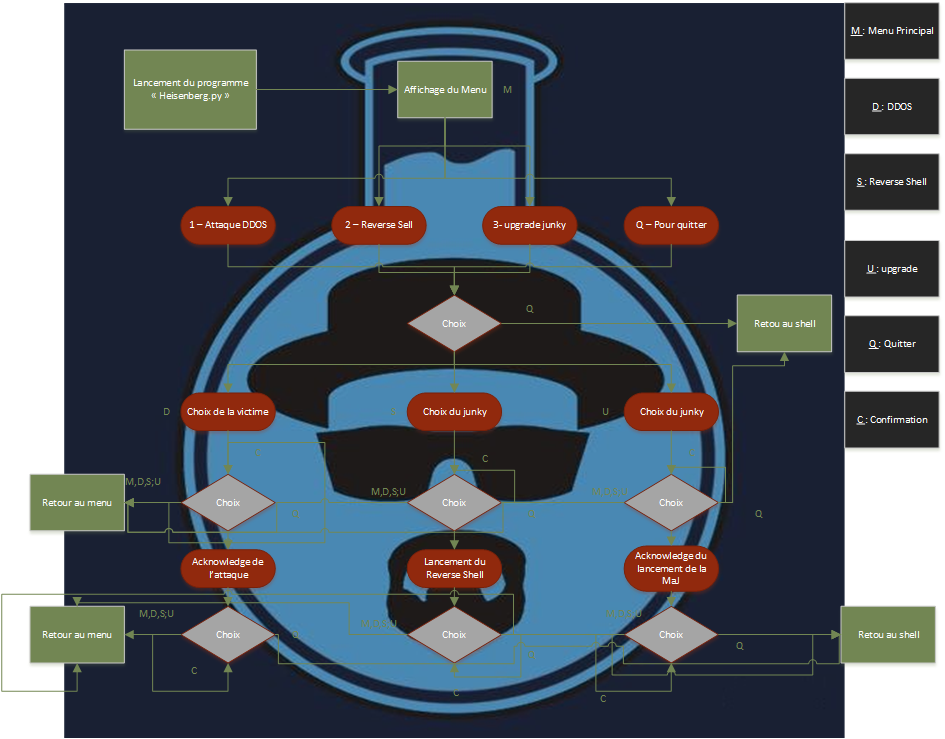 M : Menu Principal
Lancement du programme
« Heisenberg.py »
Affichage du Menu
M
D : DDOS
S : Reverse Shell
1 – Attaque DDOS
2 – Reverse Sell
3- upgrade junky
Q – Pour quitter
U : upgrade
Q
Choix
Retou au shell
Q : Quitter
D
Choix de la victime
Choix du junky
U
Choix du junky
C : Confirmation
C
C
M,D,S;U
M,D,S;U
Retour au menu
Choix
Choix
Choix
Q
Acknowledge de
l'attaque
Lancement du
Reverse Shell
Acknowledge du
lancement de la
MaJ
M,D,S;U
M,D,S;U
M,D,S;U
Retour au menu
Choix
Choix
Choix
Q
Retou au shell
C
C
C